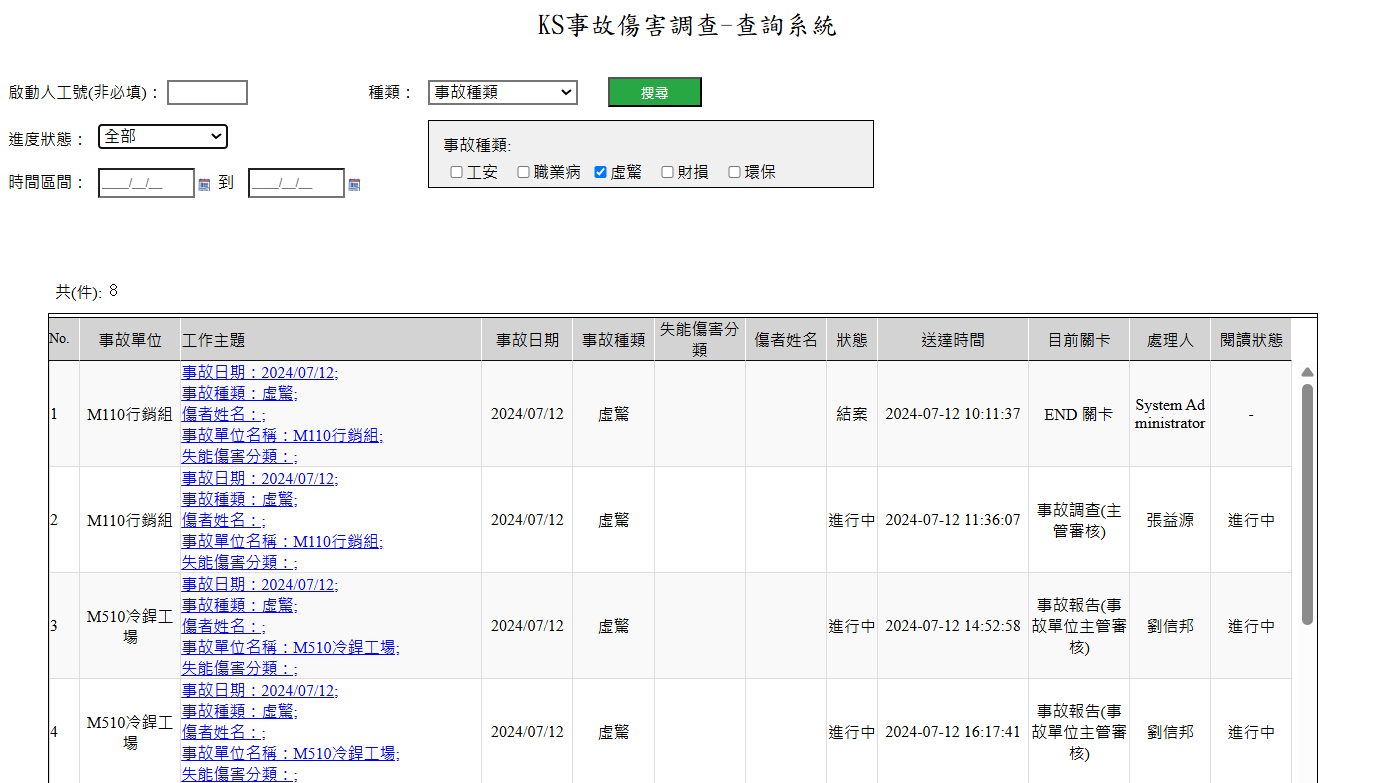 KS事故傷害調查-查詢系統
啟動人工號(非必填)：
種類：
事故種類
搜尋
進度狀態：
全部
事故種類:
工安 職業病 虛驚 財損 環保
時間區間：
____/__/__
到
____/__/__
共(件): 8
No. 事故單位 工作主題 事故日期 事故種類 失能傷害分類 傷者姓名 狀態 送達時間 目前關卡 處理人 閱讀狀態
1
M110行銷組
事故日期：2024/07/12;
事故種類：虛驚;
傷者姓名：;
事故單位名稱：M110行銷組;
失能傷害分類：;
2024/07/12
虛驚
結案
2024-07-12 10:11:37
END 關卡
System Ad
ministrator
-
2
M110行銷組
事故日期：2024/07/12;
事故種類：虛驚;
傷者姓名：;
事故單位名稱：M110行銷組;
失能傷害分類：;
2024/07/12
虛驚
進行中
2024-07-12 11:36:07
事故調查(主
管審核)
張益源
進行中
3
M510冷銲工
場
事故日期：2024/07/12;
事故種類：虛驚;
傷者姓名：;
事故單位名稱：M510冷銲工場;
失能傷害分類：;
2024/07/12
虛驚
進行中
2024-07-12 14:52:58
事故報告(事
故單位主管審
核)
劉信邦
進行中
4
M510冷銲工
場
事故日期：2024/07/12;
事故種類：虛驚;
傷者姓名：;
事故單位名稱：M510冷銲工場;
失能傷害分類：;
2024/07/12
虛驚
進行中
2024-07-12 16:17:41
事故報告(事
故單位主管審
核)
劉信邦
進行中